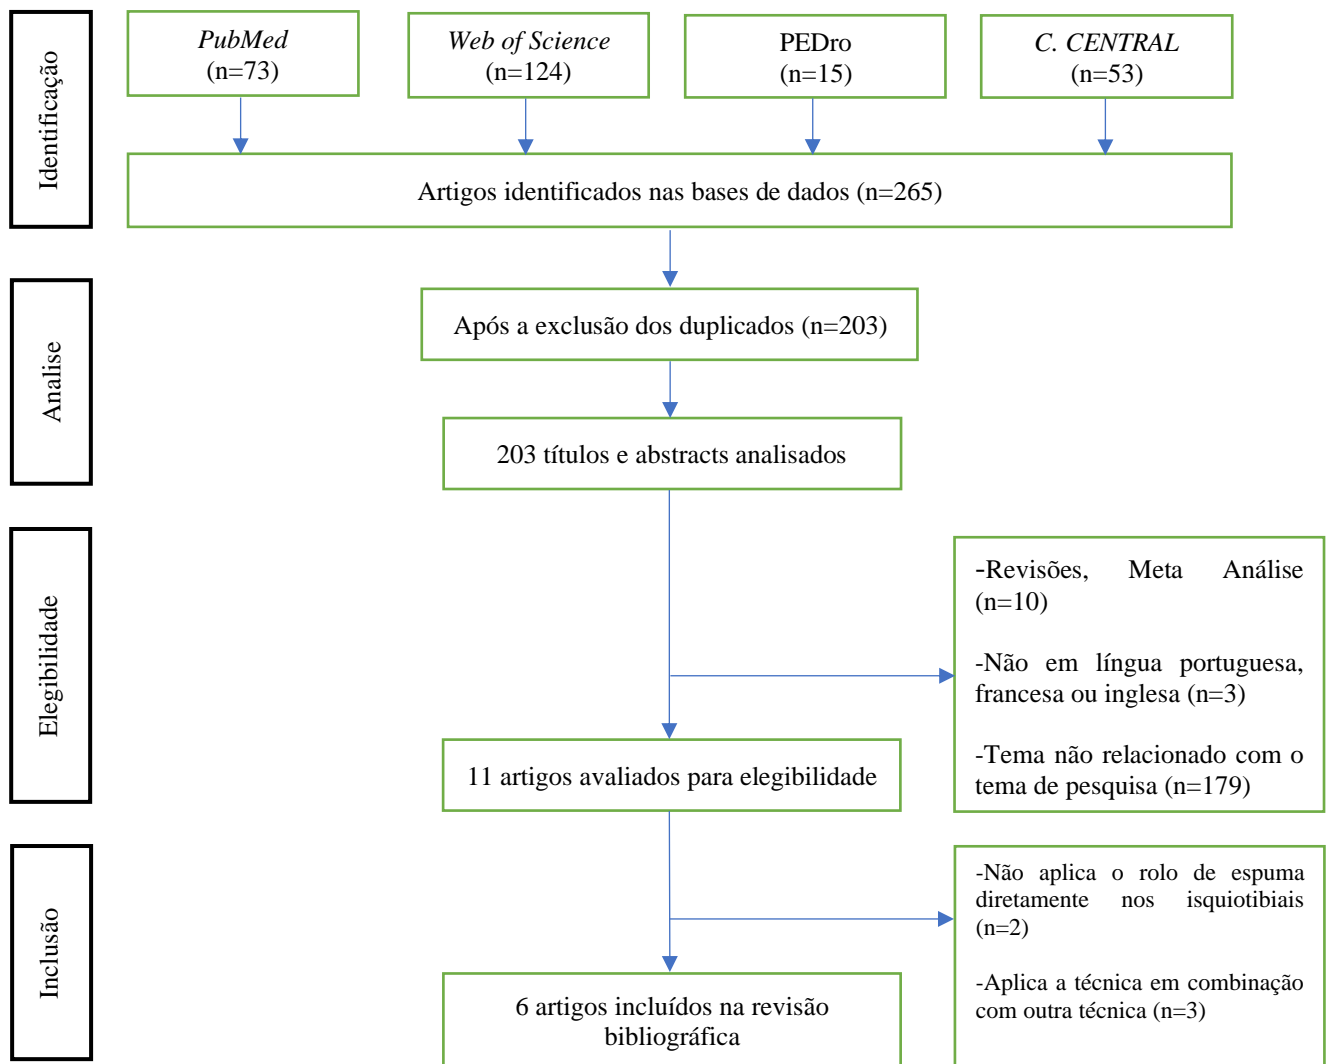 Identificação
PubMed
(n=73)
Web of Science
(n=124)
PEDro
(n=15)
C. CENTRAL
(n=53)
Artigos identificados nas bases de dados (n=265)
Analise
Após a exclusão dos duplicados (n=203)
203 títulos e abstracts analisados
Elegibilidade
-Revisões, Meta Análise
(n=10)
-Não em língua portuguesa,
francesa ou inglesa (n=3)
-Tema não relacionado com o
tema de pesquisa (n=179)
11 artigos avaliados para elegibilidade
Inclusão
-Não aplica o rolo de espuma
diretamente nos isquiotibiais
(n=2)
-Aplica a técnica em combinação
com outra técnica (n=3)
6 artigos incluídos na revisão
bibliográfica